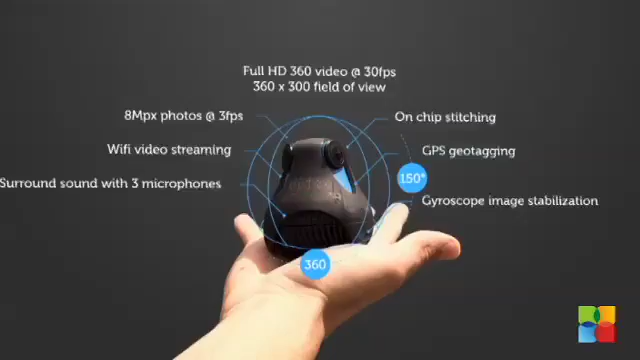 Full HD 360 video @ 30fps
360 x 300 field of view
8Mpx photos @ 3fps
On chip stitching
Wifi video streaming
GPS geotagging
150°
Surround sound with 3 microphones
Gyroscope image stabilization
360